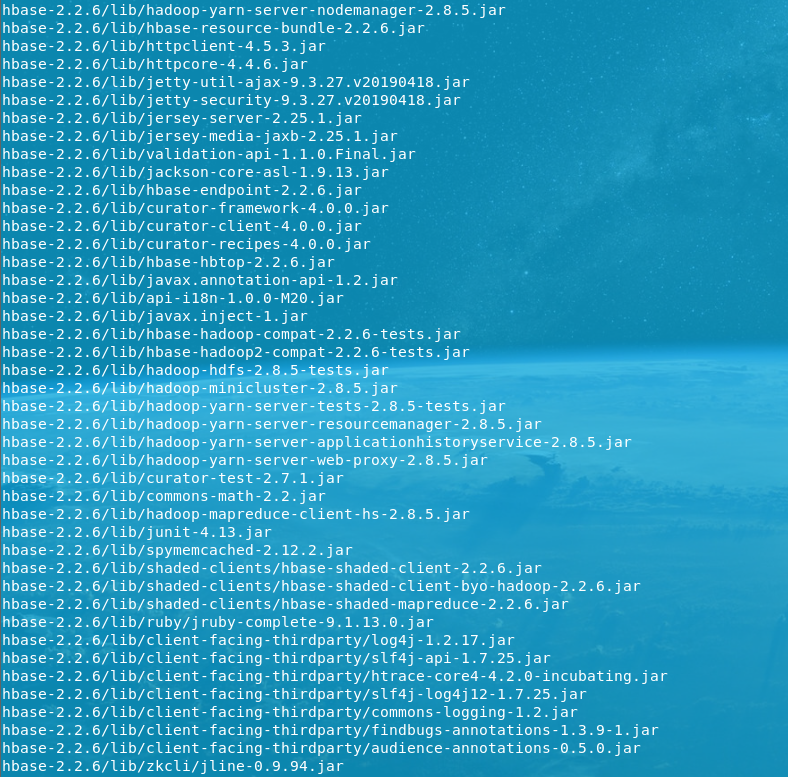 hbase-2.2.6/lib/hadoop-yarn-server-nodemanager-2.8.5.jar
hbase-2.2.6/lib/hbase-resource-bundle-2.2.6.jar
hbase-2.2.6/lib/httpclient-4.5.3.jar
hbase-2.2.6/lib/httpcore-4.4.6.jar
hbase-2.2.6/lib/jetty-util-ajax-9.3.27.v20190418.jar
hbase-2.2.6/lib/jetty-security-9.3.27.v20190418.jar
hbase-2.2.6/lib/jersey-server-2.25.1.jar
hbase-2.2.6/lib/jersey-media-jaxb-2.25.1.jar
hbase-2.2.6/lib/validation-api-1.1.0.Final.jar
hbase-2.2.6/lib/jackson-core-asl-1.9.13.jar
hbase-2.2.6/lib/hbase-endpoint-2.2.6.jar
hbase-2.2.6/lib/curator-framework-4.0.0.jar
hbase-2.2.6/lib/curator-client-4.0.0.jar
hbase-2.2.6/lib/curator-recipes-4.0.0.jar
hbase-2.2.6/lib/hbase-hbtop-2.2.6.jar
hbase-2.2.6/lib/javax.annotation-api-1.2.jar
hbase-2.2.6/lib/api-i18n-1.0.0-M20.jar
hbase-2.2.6/lib/javax.inject-1.jar
hbase-2.2.6/lib/hbase-hadoop-compat-2.2.6-tests.jar
hbase-2.2.6/lib/hbase-hadoop2-compat-2.2.6-tests.jar
hbase-2.2.6/lib/hadoop-hdfs-2.8.5-tests.jar
hbase-2.2.6/lib/hadoop-minicluster-2.8.5.jar
hbase-2.2.6/lib/hadoop-yarn-server-tests-2.8.5-tests.jar
hbase-2.2.6/lib/hadoop-yarn-server-resourcemanager-2.8.5.jar
hbase-2.2.6/lib/hadoop-yarn-server-applicationhistoryservice-2.8.5.jar
hbase-2.2.6/lib/hadoop-yarn-server-web-proxy-2.8.5.jar
hbase-2.2.6/lib/curator-test-2.7.1.jar
hbase-2.2.6/lib/commons-math-2.2.jar
hbase-2.2.6/lib/hadoop-mapreduce-client-hs-2.8.5.jar
hbase-2.2.6/lib/junit-4.13.jar
hbase-2.2.6/lib/spymemcached-2.12.2.jar
hbase-2.2.6/lib/shaded-clients/hbase-shaded-client-2.2.6.jar
hbase-2.2.6/lib/shaded-clients/hbase-shaded-client-byo-hadoop-2.2.6.jar
hbase-2.2.6/lib/shaded-clients/hbase-shaded-mapreduce-2.2.6.jar
hbase-2.2.6/lib/ruby/jruby-complete-9.1.13.0.jar
hbase-2.2.6/lib/client-facing-thirdparty/log4j-1.2.17.jar
hbase-2.2.6/lib/client-facing-thirdparty/slf4j-api-1.7.25.jar
hbase-2.2.6/lib/client-facing-thirdparty/htrace-core4-4.2.0-incubating.jar
hbase-2.2.6/lib/client-facing-thirdparty/slf4j-log4j12-1.7.25.jar
hbase-2.2.6/lib/client-facing-thirdparty/commons-logging-1.2.jar
hbase-2.2.6/lib/client-facing-thirdparty/findbugs-annotations-1.3.9-1.jar
hbase-2.2.6/lib/client-facing-thirdparty/audience-annotations-0.5.0.jar
hbase-2.2.6/lib/zkcli/jline-0.9.94.jar